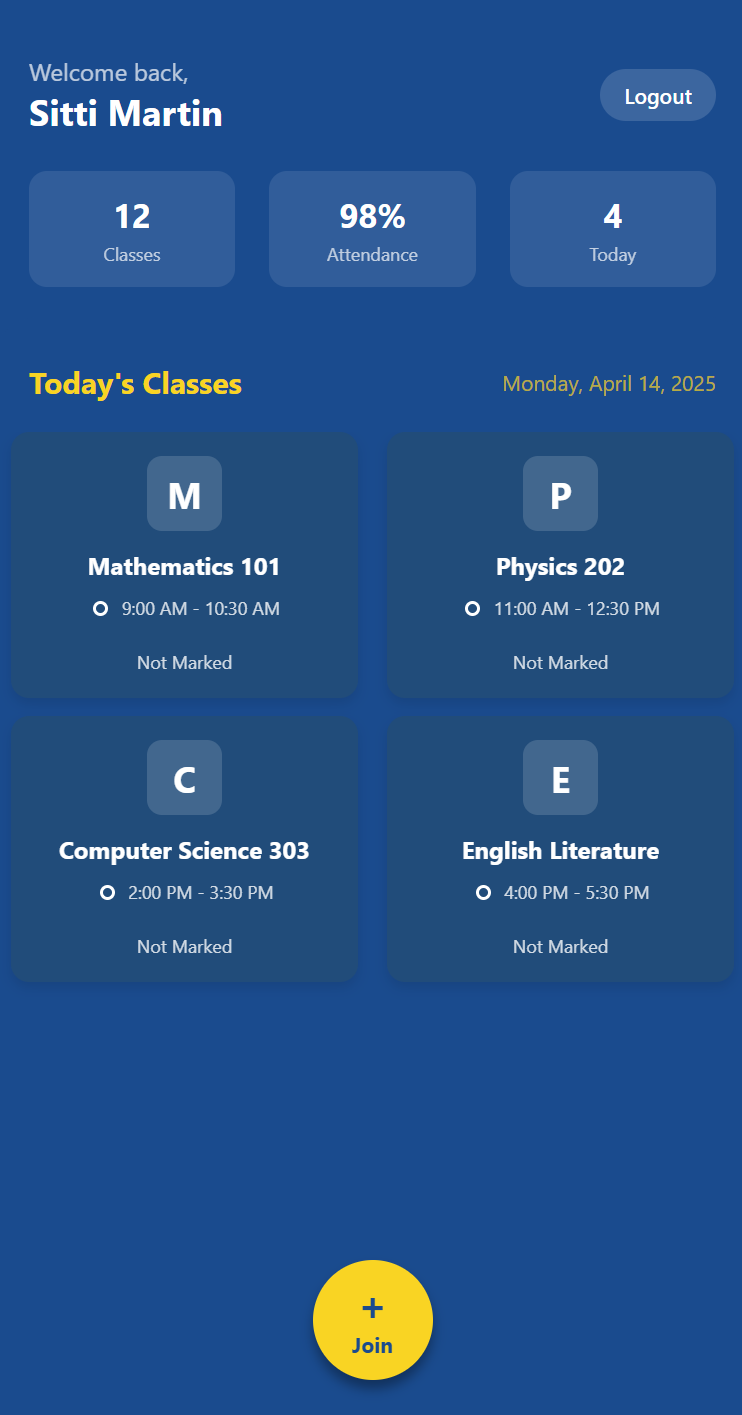 Welcome back,
Sitti Martin
Logout
12
Classes
98%
Attendance
4
Today
Today's Classes
Monday, April 14, 2025
M
Mathematics 101
9:00 AM - 10:30 AM
Not Marked
P
Physics 202
11:00 AM - 12:30 PM
Not Marked
C
Computer Science 303
2:00 PM - 3:30 PM
Not Marked
E
English Literature
4:00 PM - 5:30 PM
Not Marked
+
Join